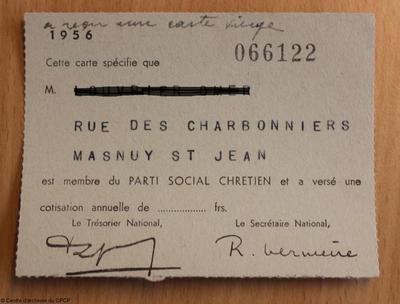 a reçu une carte vierge
1956
066122
Cette carte spécifie que
M.
RUE DES CHARBONNIERS
MASNUY ST JEAN
est membre du PARTI SOCIAL CHRETIEN et a versé une
cotisation annuelle de .................. frs.
Le Trésorier National, Le Secrétaire National,
R. Vermeire
© Centre d'archives du CPCP